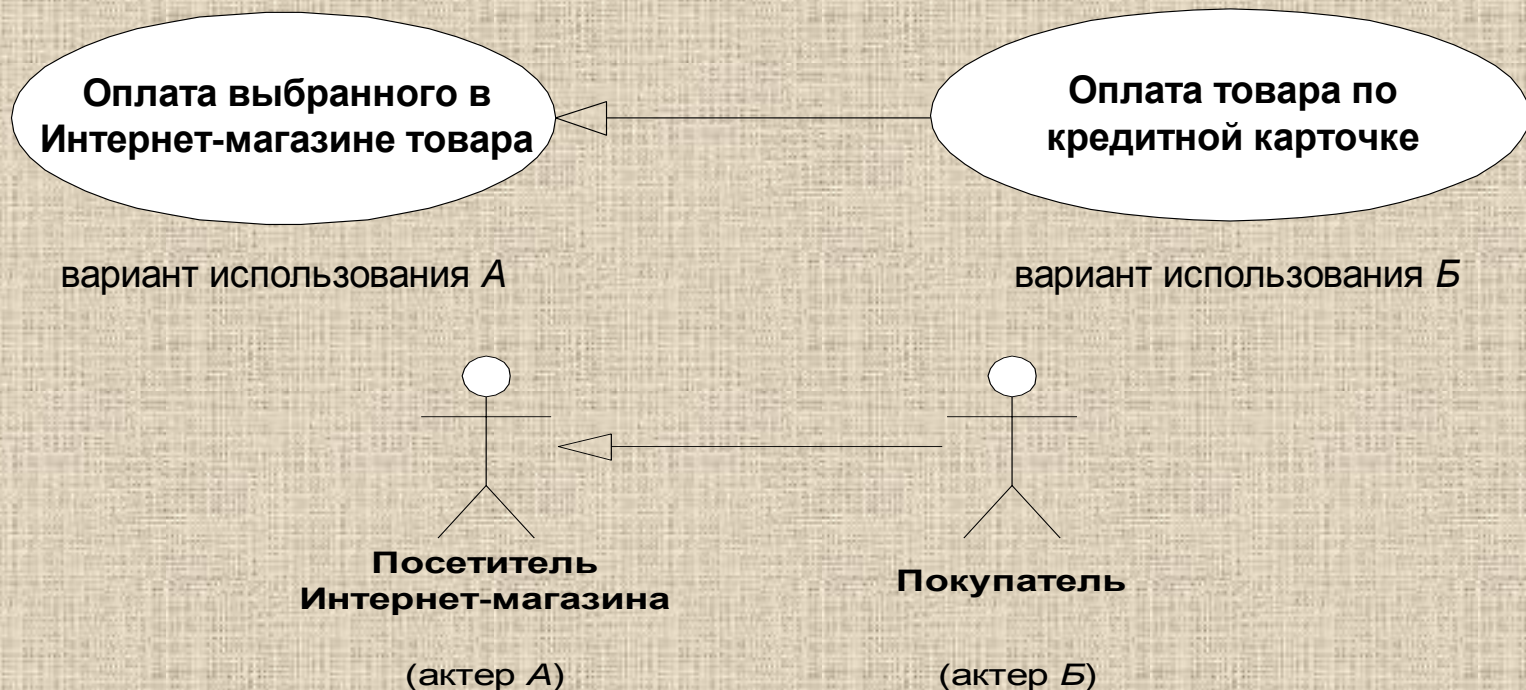 Оплата выбранного в
Интернет-магазине товара
Оплата товара по
кредитной карточке
вариант использования А
вариант использования Б
Посетитель
Интернет-магазина
Покупатель
(актер А)
(актер Б)